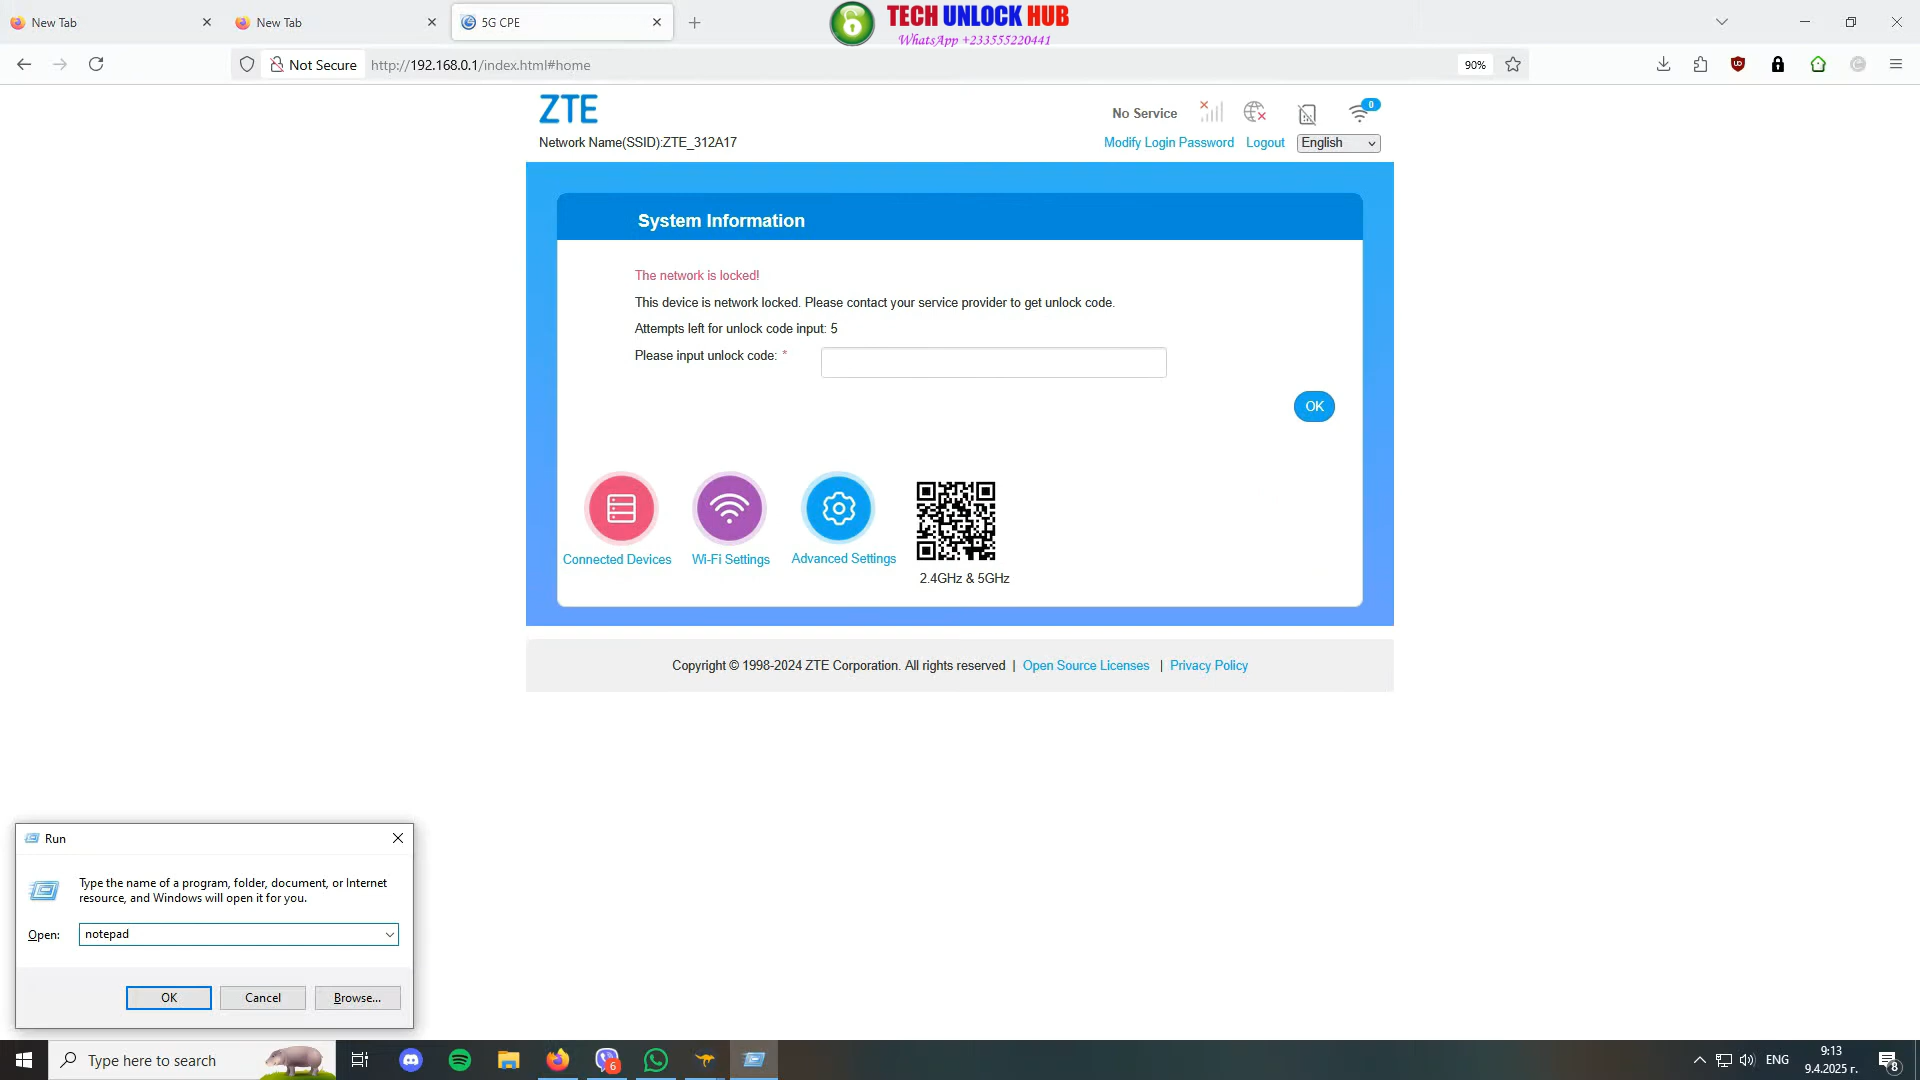 New Tab
New Tab
5G CPE
TECH UNLOCK HUB
WhatsApp +233555220441
Not Secure
http://192.168.0.1/index.html#home
90%
ZTE
No Service
0
Network Name(SSID):ZTE_312A17
Modify Login Password
Logout
English
System Information
The network is locked!
This device is network locked. Please contact your service provider to get unlock code.
Attempts left for unlock code input: 5
Please input unlock code: *
OK
Connected Devices
Wi-Fi Settings
Advanced Settings
2.4GHz & 5GHz
Copyright © 1998-2024 ZTE Corporation. All rights reserved | Open Source Licenses | Privacy Policy
Run
Type the name of a program, folder, document, or Internet
resource, and Windows will open it for you.
Open:
notepad
OK
Cancel
Browse...
Type here to search
6
ENG
9:13
9.4.2025 г.
8